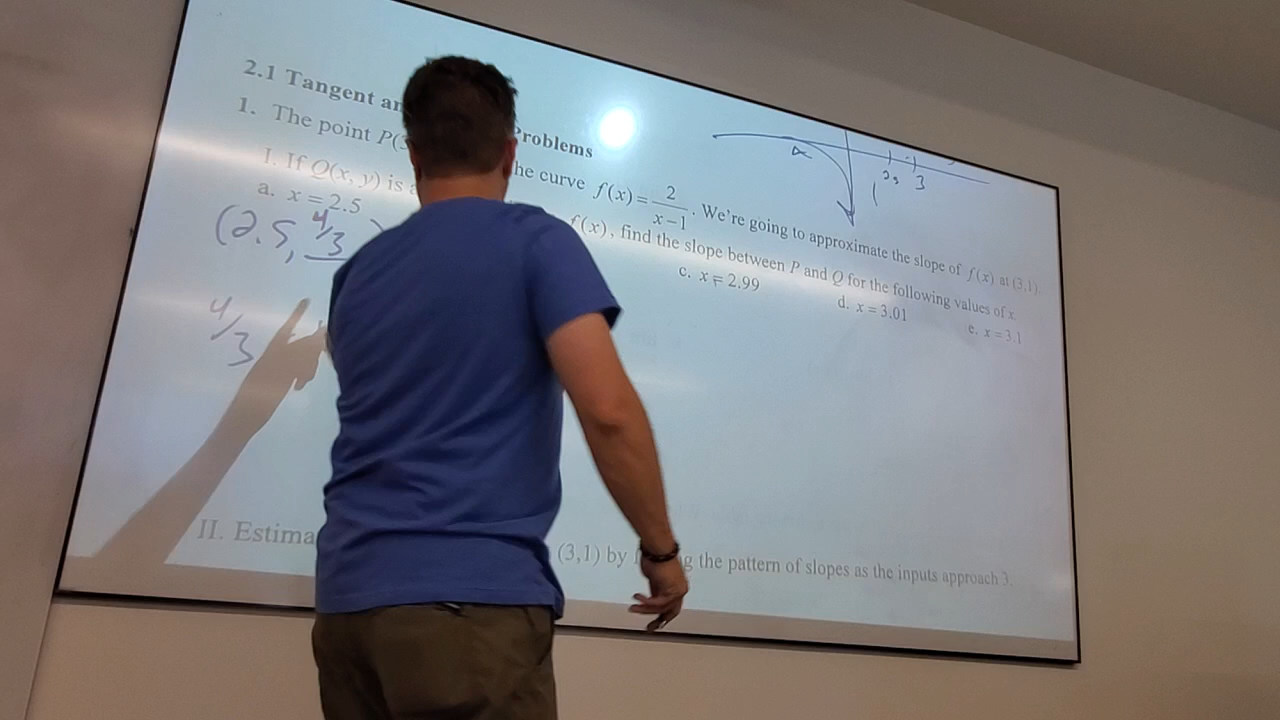 2.1 Tangent an Problems
1. The point P(3 he curve f(x) = 2/(x−1). We're going to approximate the slope of f(x) at (3,1).
I. If Q(x, y) is a f(x), find the slope between P and Q for the following values of x.
a. x = 2.5 c. x = 2.99 d. x = 3.01 e. x = 3.1
2.5 3
(2.5, 4/3)
4/3
II. Estima (3,1) by g the pattern of slopes as the inputs approach 3.